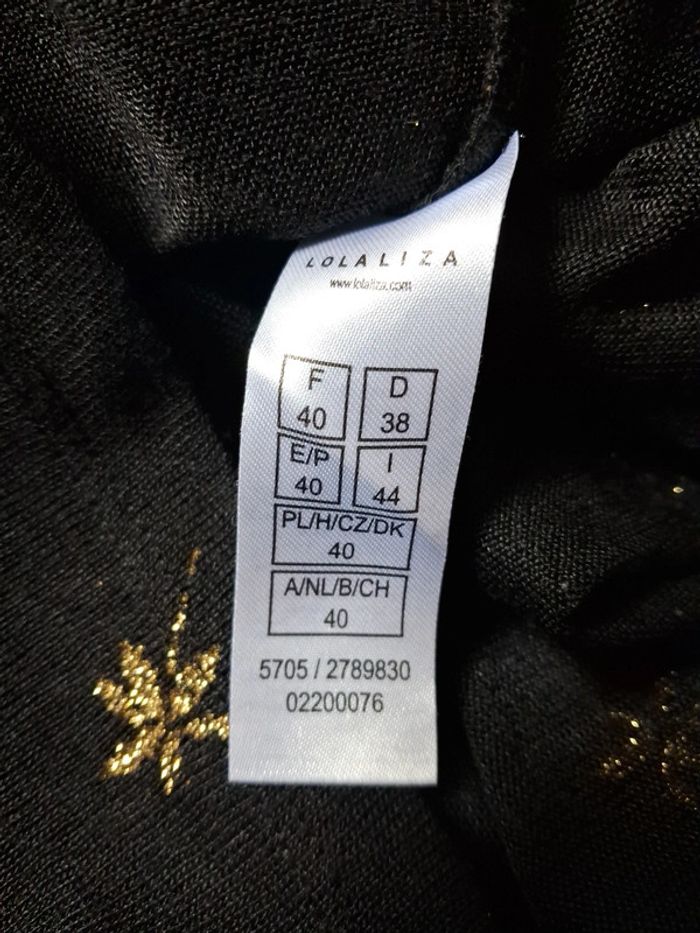 LOLALIZA
www.lolaliza.com
F D
40 38
E/P I
40 44
PL/H/CZ/DK
40
A/NL/B/CH
40
5705 / 2789830
02200076